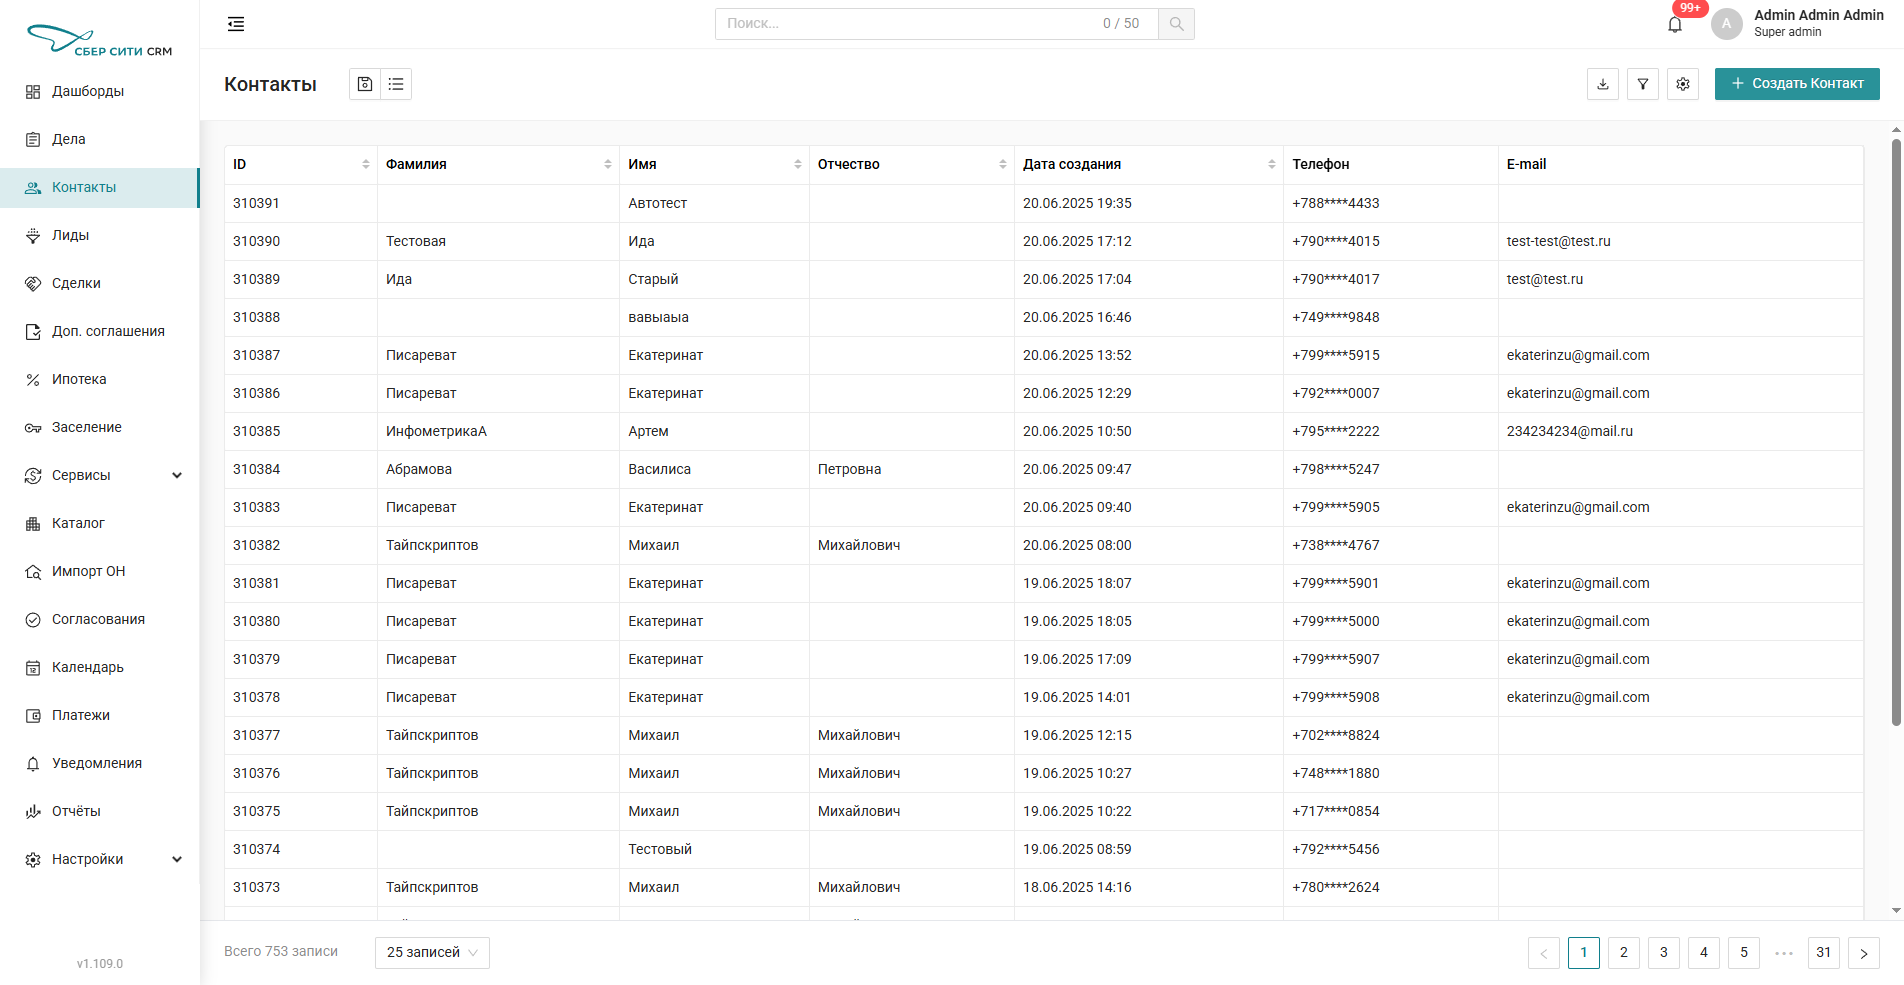 СБЕР СИТИ CRM
Дашборды
Дела
Контакты
Лиды
Сделки
Доп. соглашения
Ипотека
Заселение
Сервисы
Каталог
Импорт ОН
Согласования
Календарь
Платежи
Уведомления
Отчёты
Настройки
v1.109.0
Поиск... 0 / 50
99+
A
Admin Admin Admin
Super admin
Контакты
Создать Контакт
ID Фамилия Имя Отчество Дата создания Телефон E-mail
310391 Автотест 20.06.2025 19:35 +788****4433
310390 Тестовая Ида 20.06.2025 17:12 +790****4015 test-test@test.ru
310389 Ида Старый 20.06.2025 17:04 +790****4017 test@test.ru
310388 вавыаыа 20.06.2025 16:46 +749****9848
310387 Писареват Екатеринат 20.06.2025 13:52 +799****5915 ekaterinzu@gmail.com
310386 Писареват Екатеринат 20.06.2025 12:29 +792****0007 ekaterinzu@gmail.com
310385 ИнфометрикаА Артем 20.06.2025 10:50 +795****2222 234234234@mail.ru
310384 Абрамова Василиса Петровна 20.06.2025 09:47 +798****5247
310383 Писареват Екатеринат 20.06.2025 09:40 +799****5905 ekaterinzu@gmail.com
310382 Тайпскриптов Михаил Михайлович 20.06.2025 08:00 +738****4767
310381 Писареват Екатеринат 19.06.2025 18:07 +799****5901 ekaterinzu@gmail.com
310380 Писареват Екатеринат 19.06.2025 18:05 +799****5000 ekaterinzu@gmail.com
310379 Писареват Екатеринат 19.06.2025 17:09 +799****5907 ekaterinzu@gmail.com
310378 Писареват Екатеринат 19.06.2025 14:01 +799****5908 ekaterinzu@gmail.com
310377 Тайпскриптов Михаил Михайлович 19.06.2025 12:15 +702****8824
310376 Тайпскриптов Михаил Михайлович 19.06.2025 10:27 +748****1880
310375 Тайпскриптов Михаил Михайлович 19.06.2025 10:22 +717****0854
310374 Тестовый 19.06.2025 08:59 +792****5456
310373 Тайпскриптов Михаил Михайлович 18.06.2025 14:16 +780****2624
Всего 753 записи 25 записей 1 2 3 4 5 ••• 31